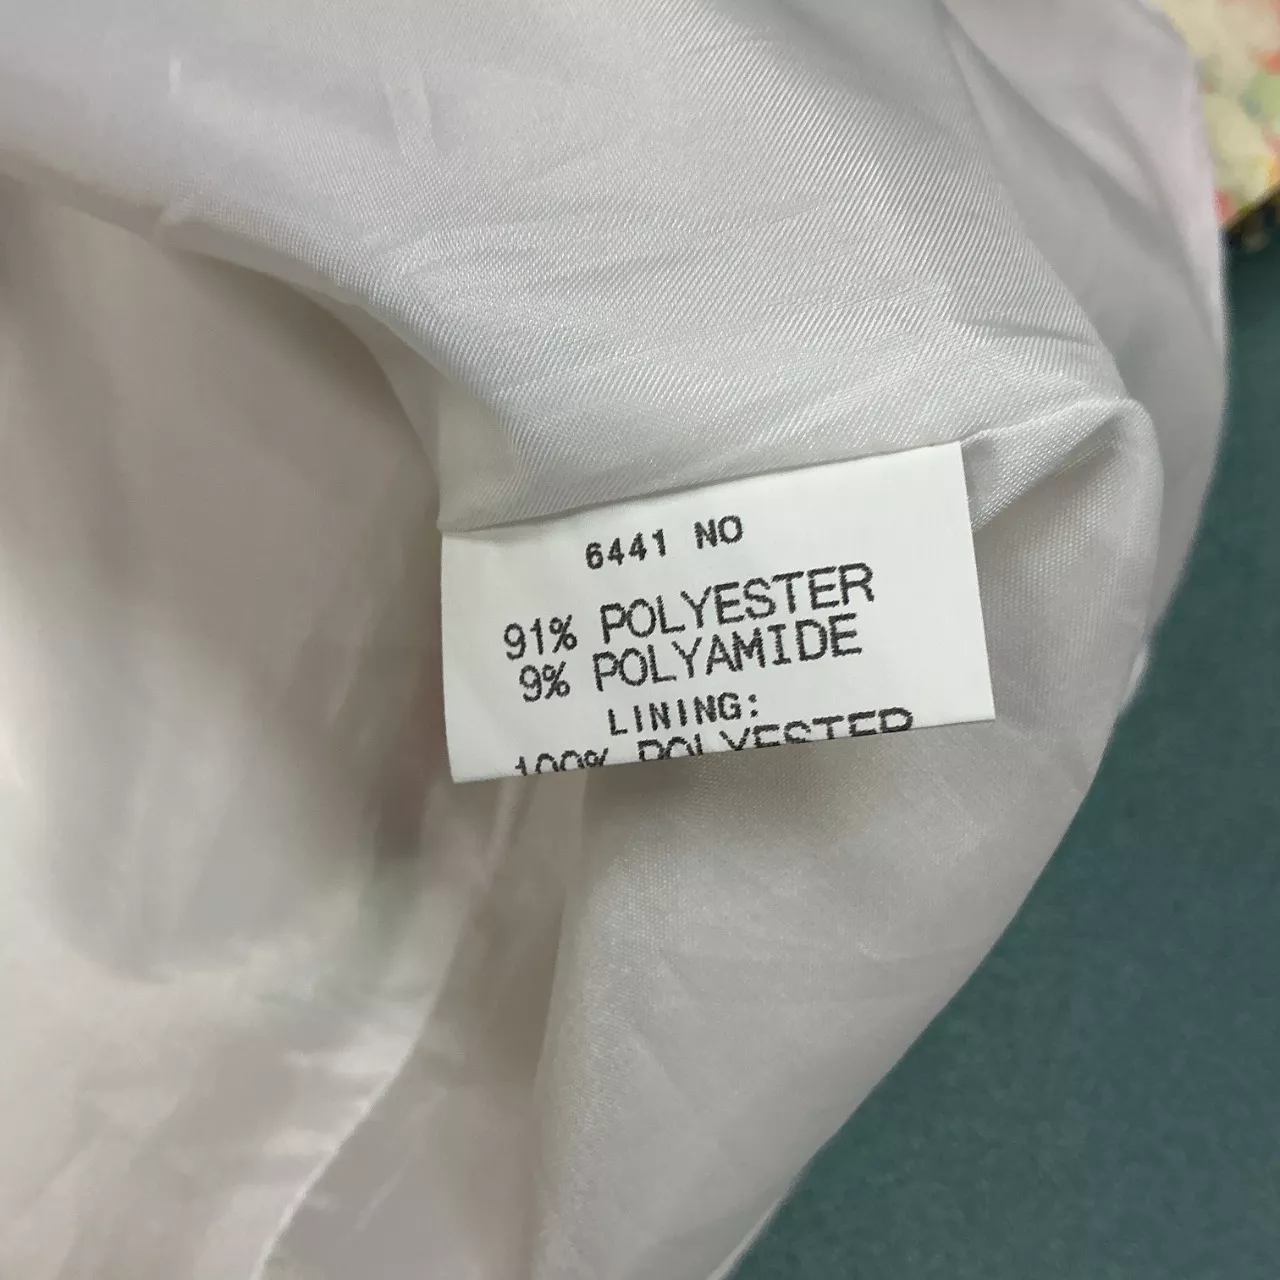 6441 NO
91% POLYESTER
9% POLYAMIDE
LINING:
100% POLYESTER